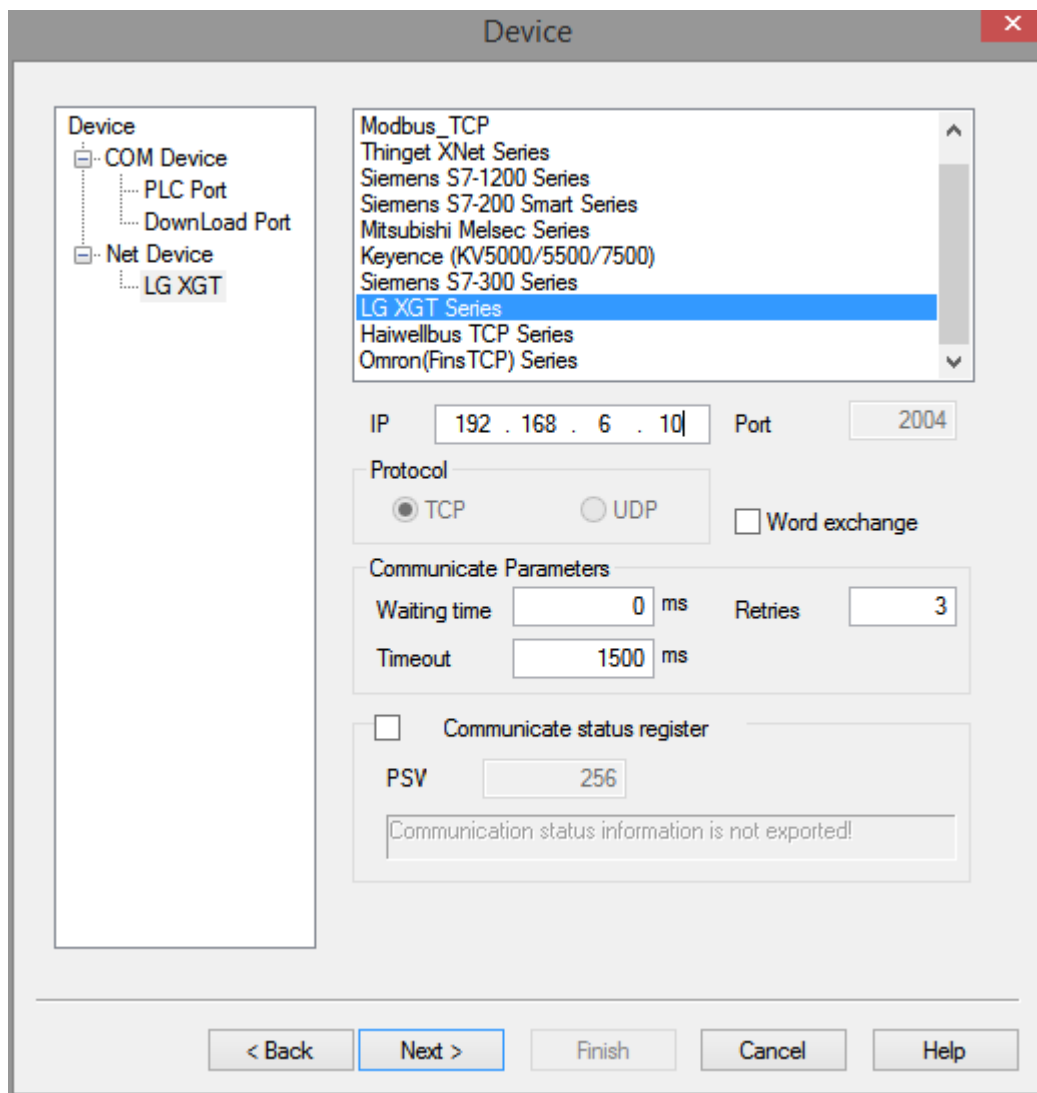 Device
Device
COM Device
PLC Port
DownLoad Port
Net Device
LG XGT
Modbus_TCP
Thinget XNet Series
Siemens S7-1200 Series
Siemens S7-200 Smart Series
Mitsubishi Melsec Series
Keyence (KV5000/5500/7500)
Siemens S7-300 Series
LG XGT Series
Haiwellbus TCP Series
Omron(FinsTCP) Series
IP 192 . 168 . 6 . 10 Port 2004
Protocol
TCP UDP
Word exchange
Communicate Parameters
Waiting time 0 ms Retries 3
Timeout 1500 ms
Communicate status register
PSW 256
Communication status information is not exported!
< Back Next > Finish Cancel Help